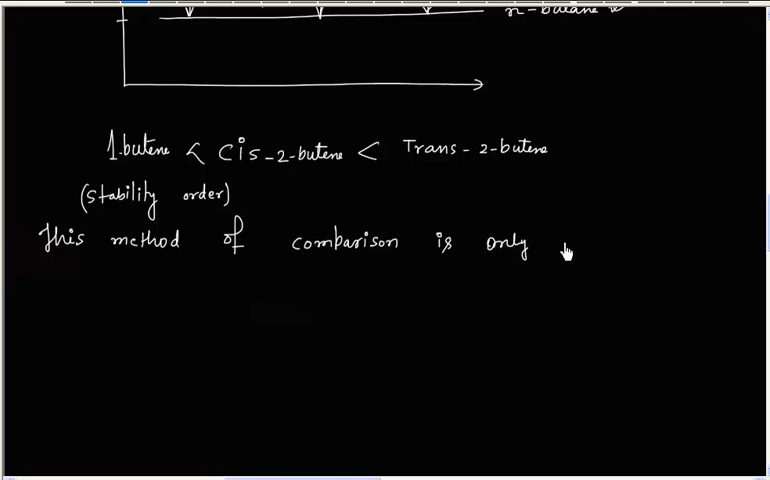 n-butane
1.butene < Cis-2-butene < Trans-2-butene
(stability order)
This method of comparison is only